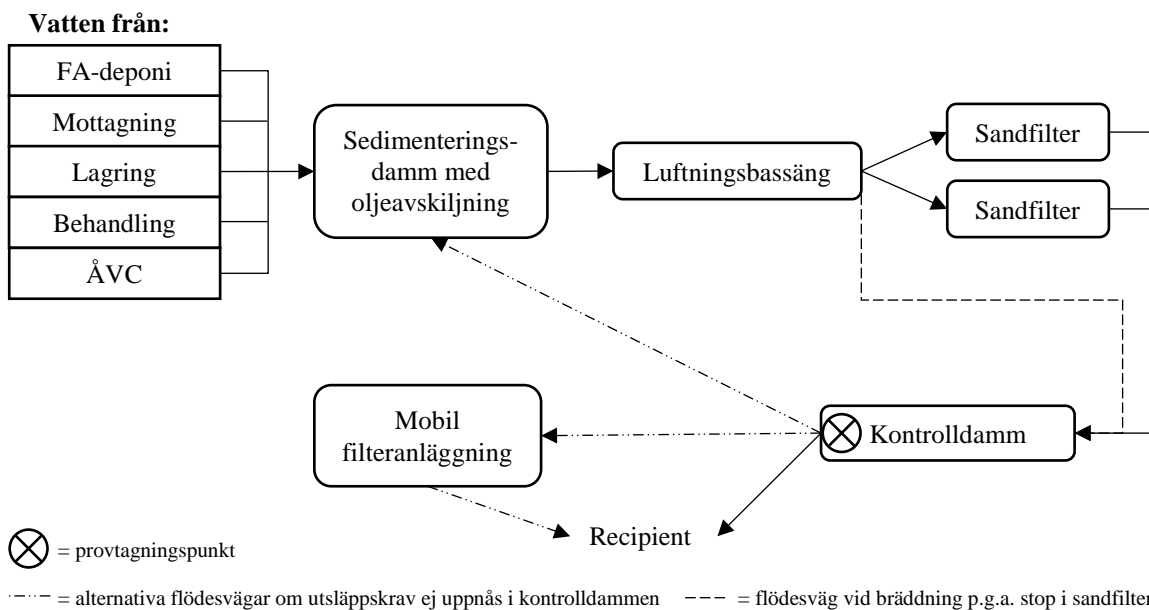 Vatten från:
FA-deponi
Mottagning
Lagring
Behandling
ÅVC
Sedimenterings-
damm med
oljeavskiljning
Luftningsbassäng
Sandfilter
Sandfilter
Mobil
filteranläggning
Kontrolldamm
Recipient
= provtagningspunkt
= alternativa flödesvägar om utsläppskrav ej uppnås i kontrolldammen
= flödesväg vid bräddning p.g.a. stop i sandfilter